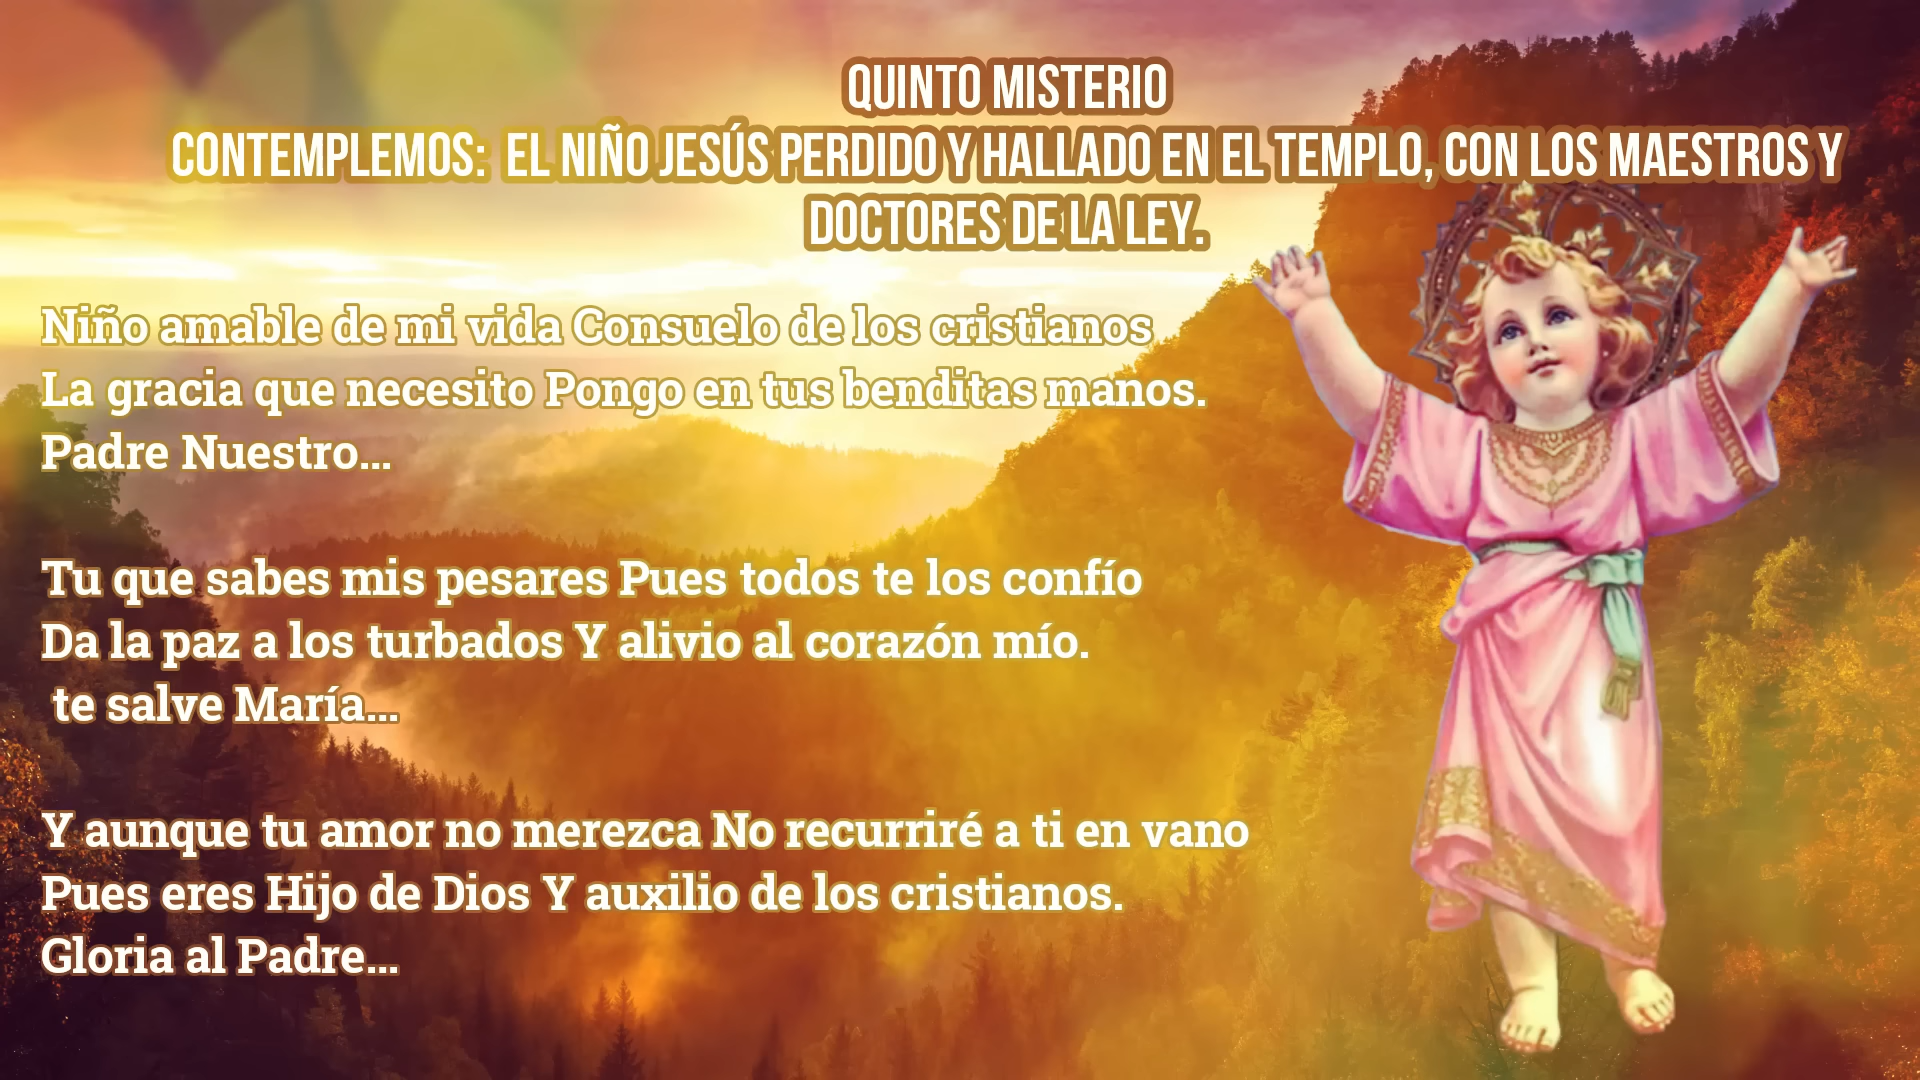 QUINTO MISTERIO
CONTEMPLEMOS: EL NIÑO JESÚS PERDIDO Y HALLADO EN EL TEMPLO, CON LOS MAESTROS Y
DOCTORES DE LA LEY.
Niño amable de mi vida Consuelo de los cristianos
La gracia que necesito Pongo en tus benditas manos.
Padre Nuestro...
Tu que sabes mis pesares Pues todos te los confío
Da la paz a los turbados Y alivio al corazón mío.
te salve María...
Y aunque tu amor no merezca No recurriré a ti en vano
Pues eres Hijo de Dios Y auxilio de los cristianos.
Gloria al Padre...